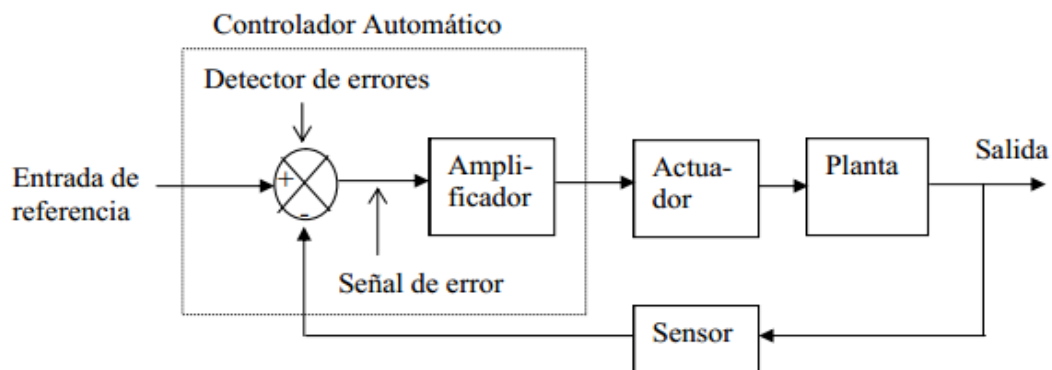 Controlador Automático
Detector de errores
Entrada de
referencia
+
-
Ampli-
ficador
Actua-
dor
Planta
Salida
Señal de error
Sensor